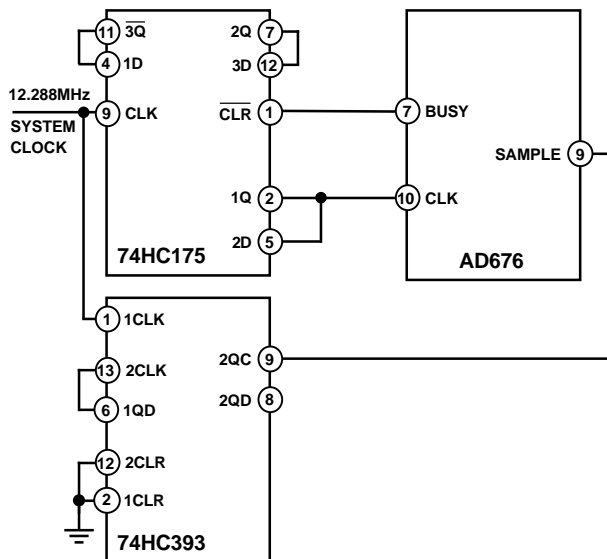 11 3Q
4 1D
12.288MHz
SYSTEM
CLOCK
9 CLK
2Q 7
3D 12
CLR 1
1Q 2
2D 5
74HC175
7 BUSY
SAMPLE 9
10 CLK
AD676
1 1CLK
13 2CLK
6 1QD
12 2CLR
2 1CLR
2QC 9
2QD 8
74HC393